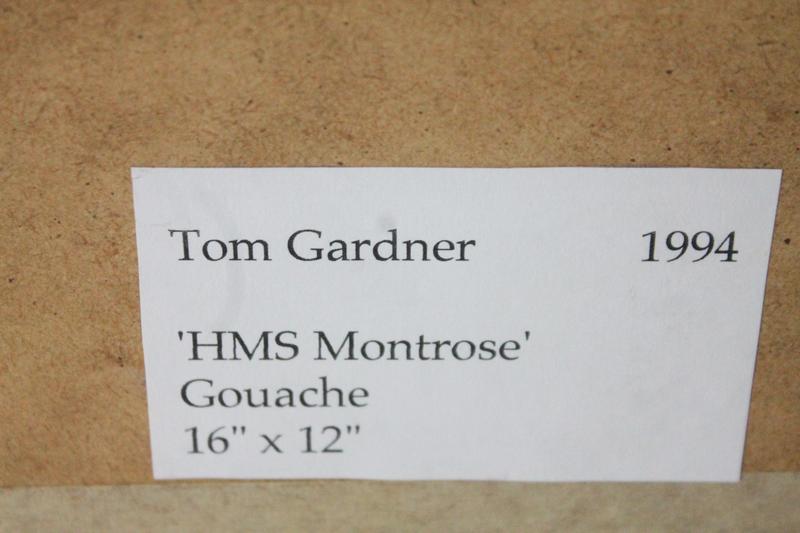 Tom Gardner 1994
'HMS Montrose'
Gouache
16" x 12"